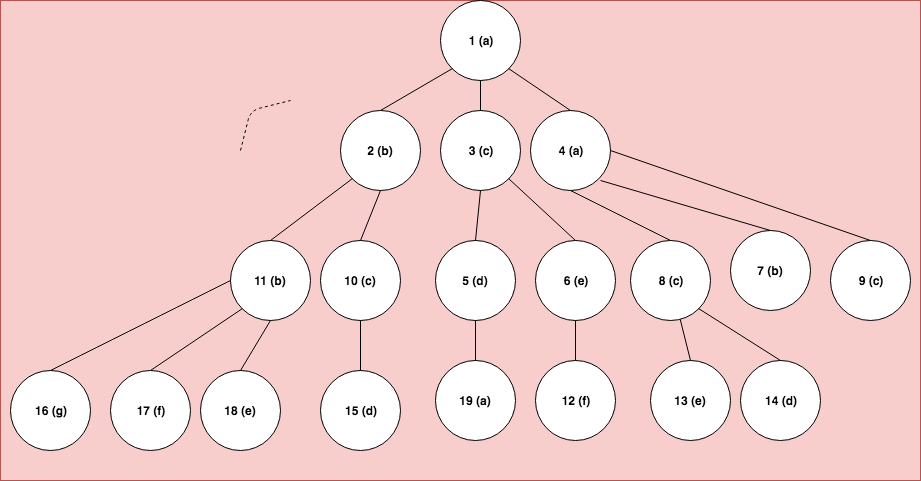 1 (a)
2 (b)
3 (c)
4 (a)
11 (b)
10 (c)
5 (d)
6 (e)
8 (c)
7 (b)
9 (c)
16 (g)
17 (f)
18 (e)
15 (d)
19 (a)
12 (f)
13 (e)
14 (d)